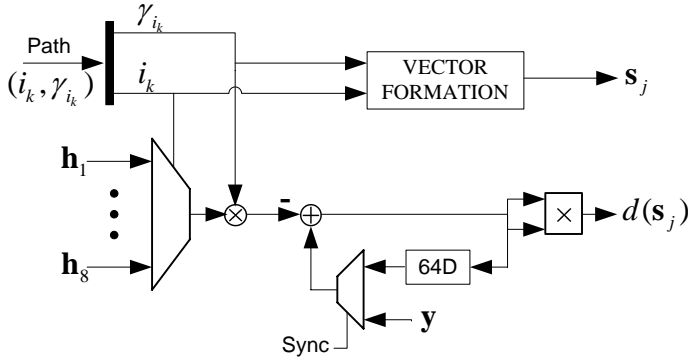 γ_{i_k}
Path
(i_k, γ_{i_k})
i_k
VECTOR
FORMATION
s_j
h_1
h_8
×
-
+
×
d(s_j)
64D
y
Sync